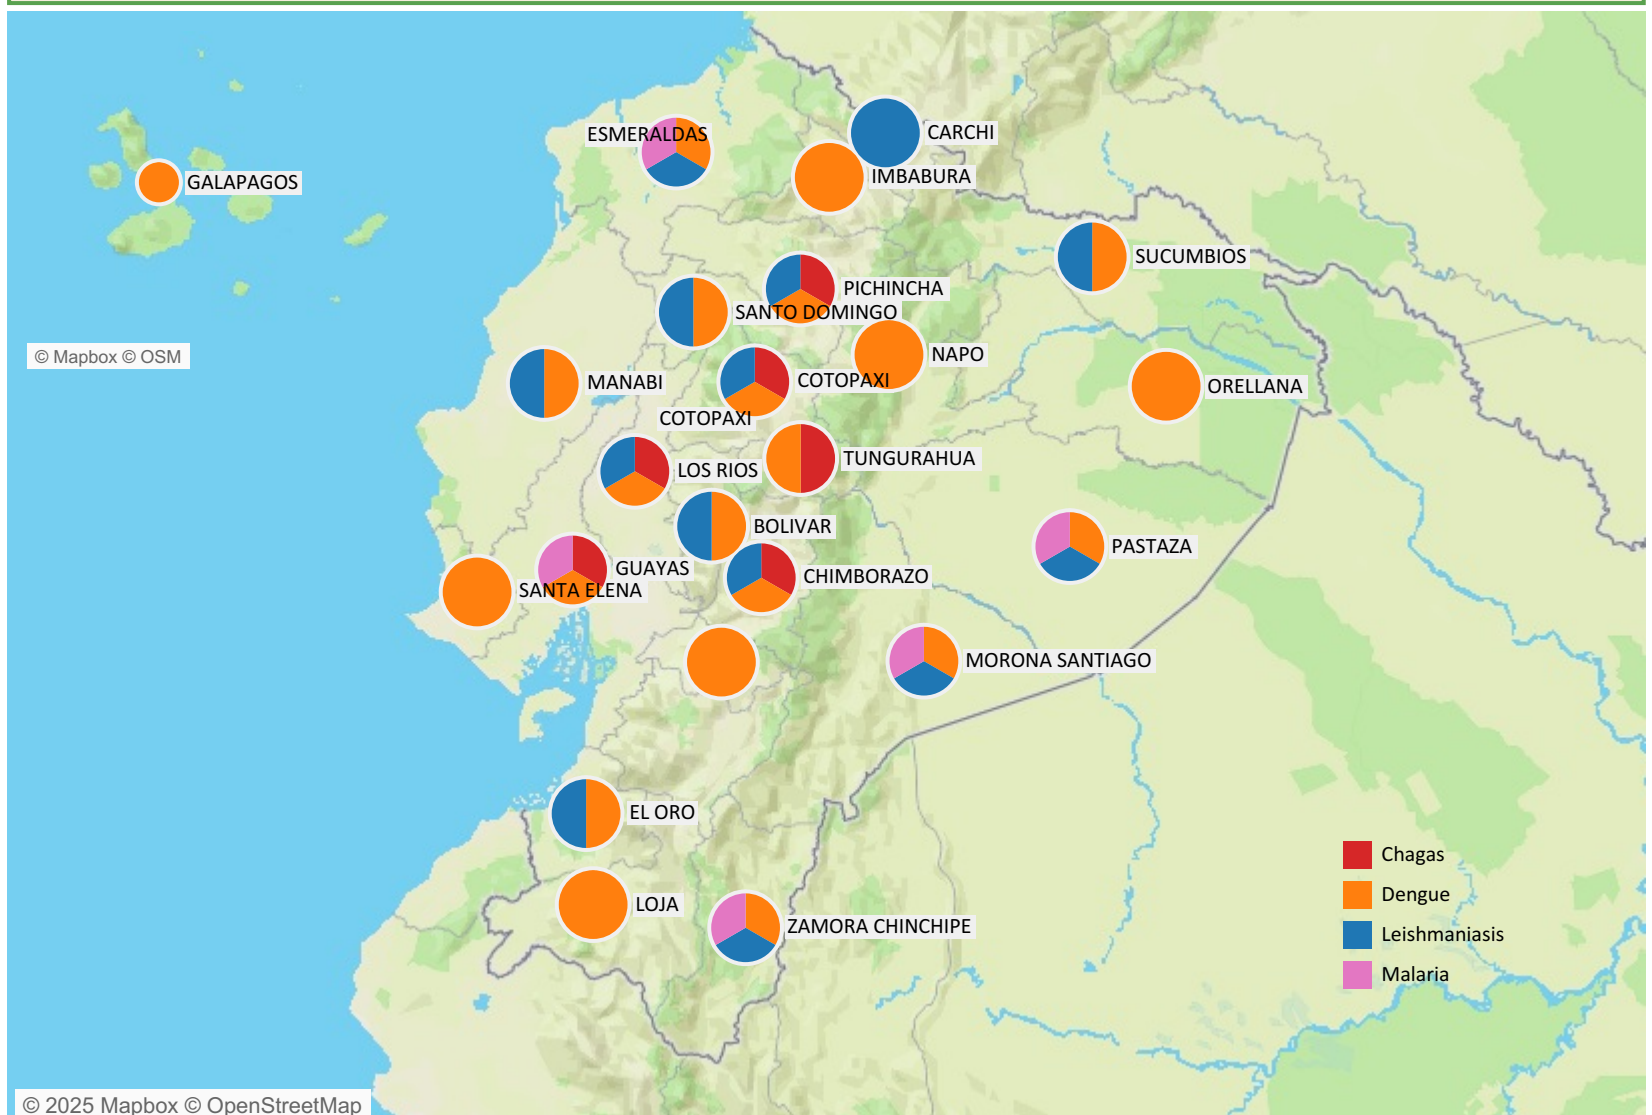 ESMERALDAS
CARCHI
IMBABURA
GALAPAGOS
SUCUMBIOS
PICHINCHA
SANTO DOMINGO
© Mapbox © OSM
NAPO
MANABI
COTOPAXI
ORELLANA
COTOPAXI
LOS RIOS
TUNGURAHUA
BOLIVAR
PASTAZA
GUAYAS
CHIMBORAZO
SANTA ELENA
MORONA SANTIAGO
EL ORO
LOJA
ZAMORA CHINCHIPE
Chagas
Dengue
Leishmaniasis
Malaria
© 2025 Mapbox © OpenStreetMap